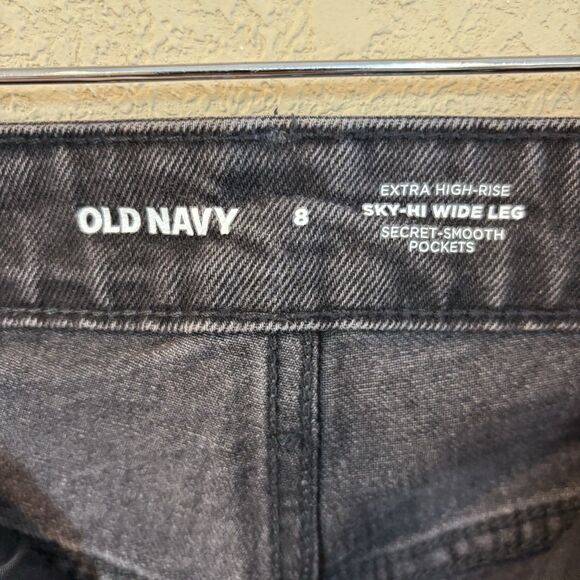 OLD NAVY
8
EXTRA HIGH-RISE
SKY-HI WIDE LEG
SECRET-SMOOTH
POCKETS